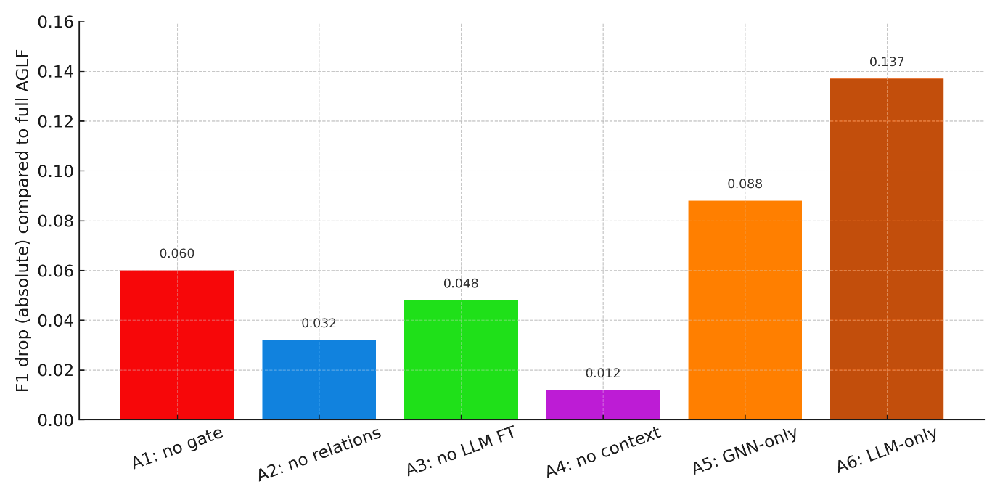 F1 drop (absolute) compared to full AGLF
0.16
0.14
0.12
0.10
0.08
0.06
0.04
0.02
0.00
0.060
0.032
0.048
0.012
0.088
0.137
A1: no gate
A2: no relations
A3: no LLM FT
A4: no context
A5: GNN-only
A6: LLM-only